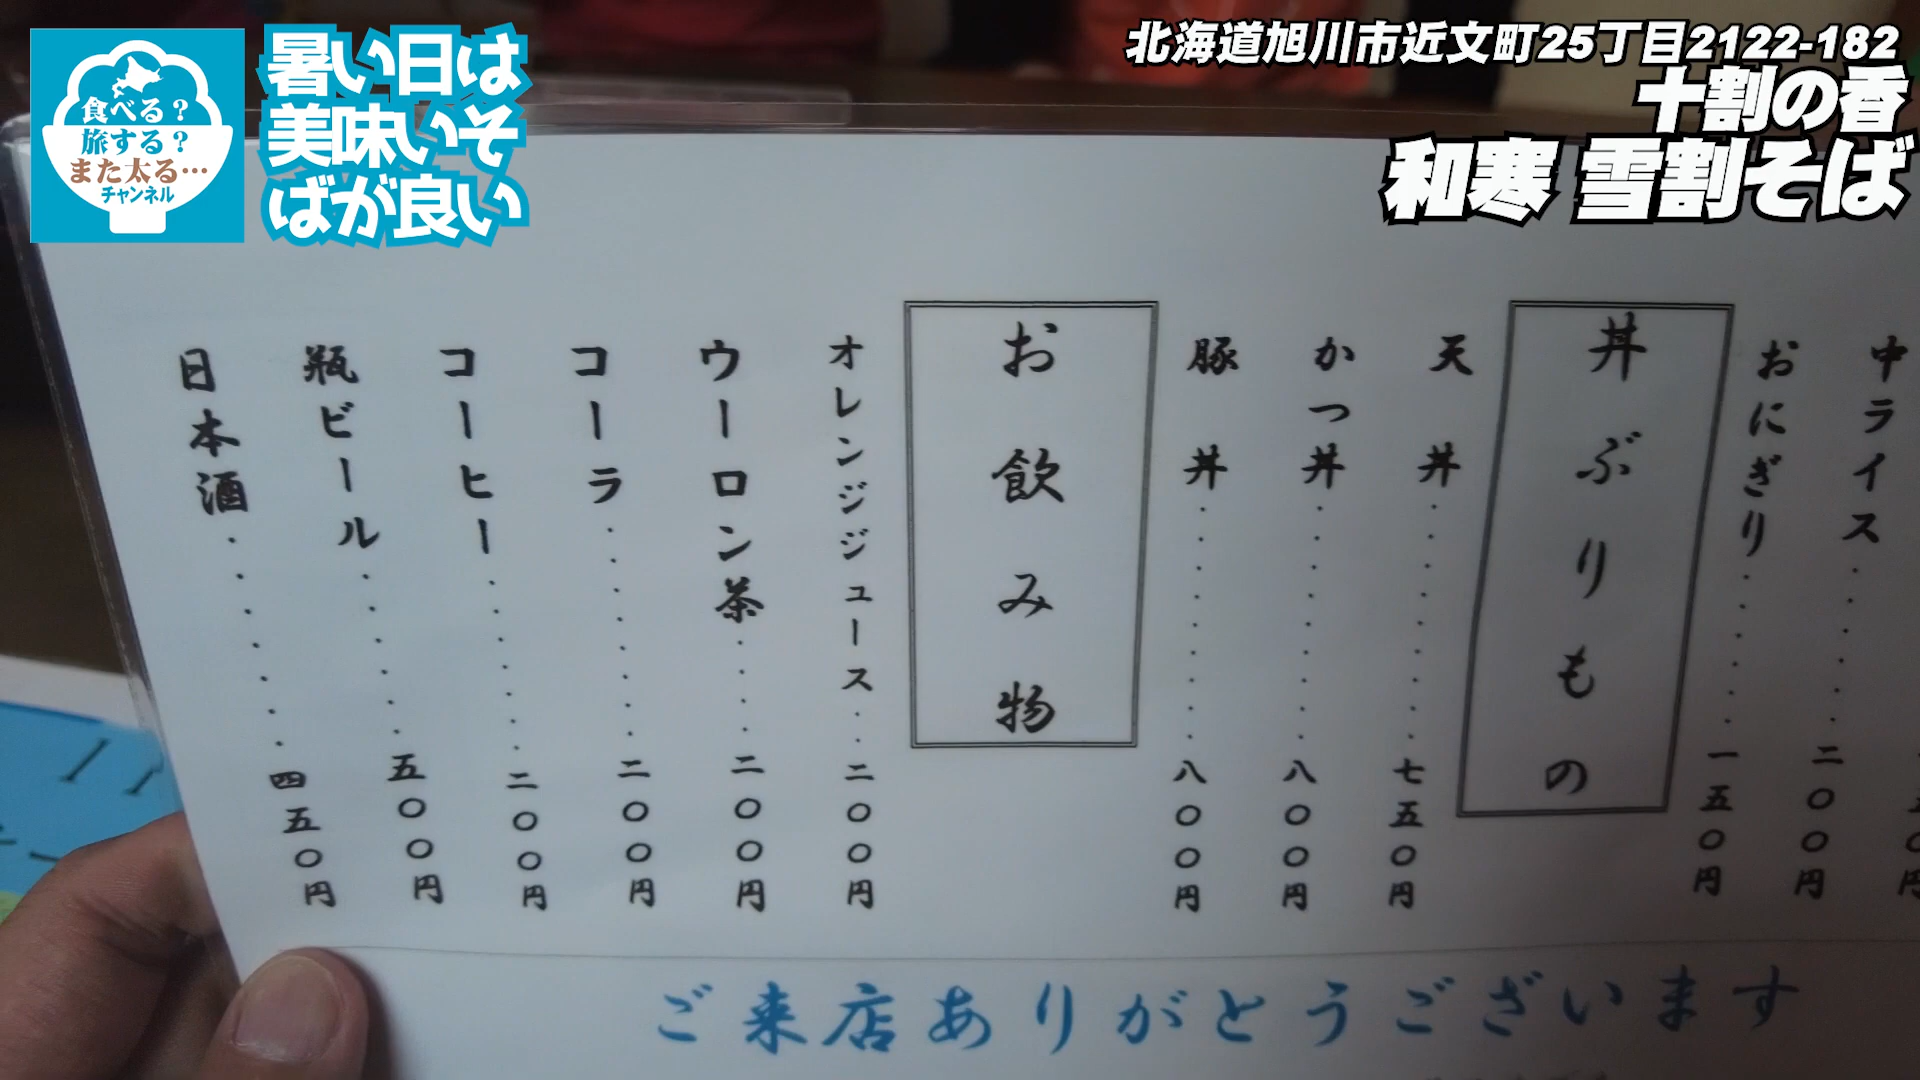 食べる？
旅する？
また太る…
チャンネル
暑い日は
美味いそ
ばが良い
北海道旭川市近文町25丁目2122-182
十割の香
和寒 雪割そば
中ライス・・・・・二〇〇円
おにぎり・・・・・・一五〇円
丼ぶりもの
天丼・・・・・・・・七五〇円
かつ丼・・・・・・・・八〇〇円
豚丼・・・・・・・・八〇〇円
お飲み物
オレンジジュース・・二〇〇円
ウーロン茶・・・・二〇〇円
コーラ・・・・・・・・二〇〇円
コーヒー・・・・・・・二〇〇円
瓶ビール・・・・・・五〇〇円
日本酒・・・・・・・四五〇円
ご来店ありがとうございます